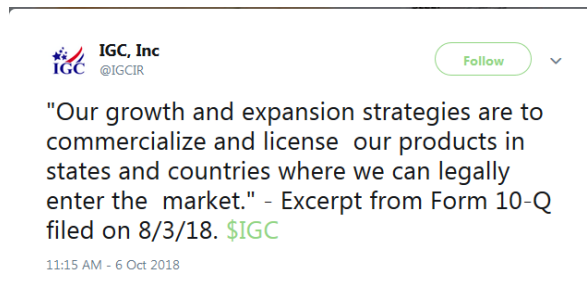 IGC
IGC, Inc
@IGCIR
Follow
"Our growth and expansion strategies are to
commercialize and license  our products in
states and countries where we can legally
enter the  market." - Excerpt from Form 10-Q
filed on 8/3/18. $IGC
11:15 AM - 6 Oct 2018